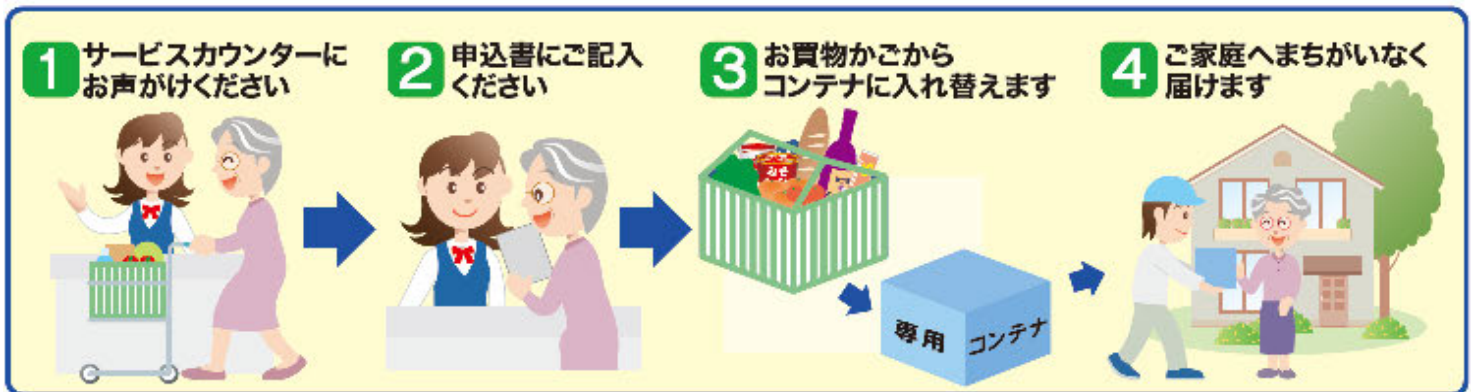 1 サービスカウンターに
お声がけください
2 申込書にご記入
ください
3 お買物かごから
コンテナに入れ替えます
4 ご家庭へまちがいなく
届けます
みそ
専用 コンテナ